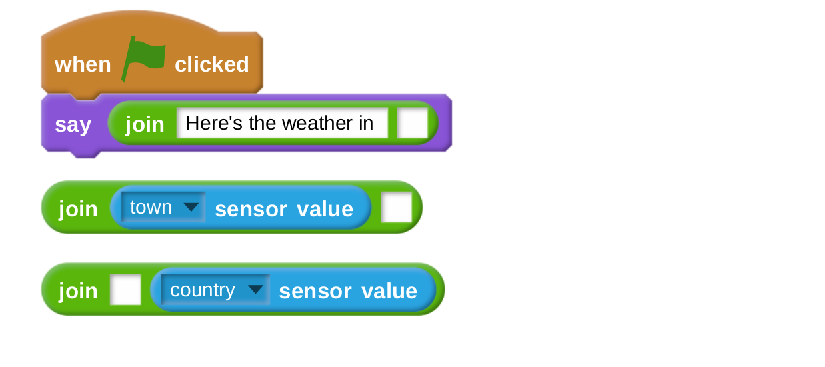 when clicked
say join Here's the weather in
join town sensor value
join country sensor value